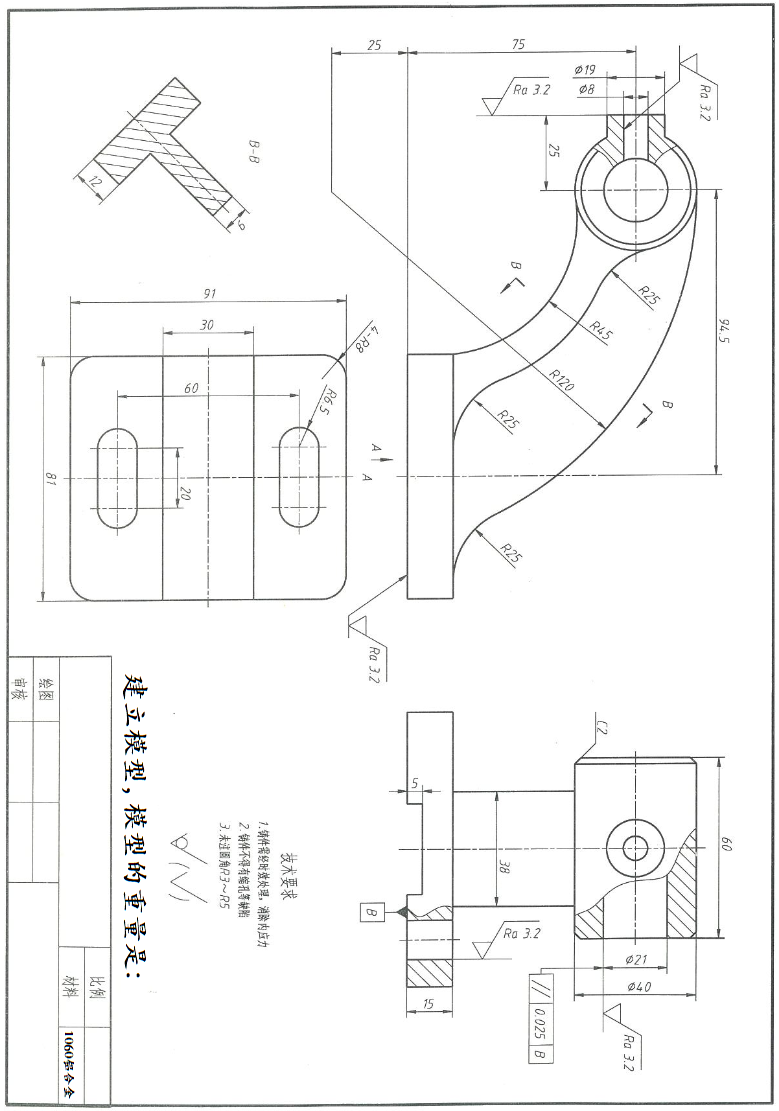 25
75
Φ19
Φ8
Ra 3.2
Ra 3.2
25
94.5
B-B
12
6
B
B
R25
R45
R120
R25
R25
91
30
4-R8
60
R6.5
20
81
A
A
Ra 3.2
C2
5
38
60
B
Ra 3.2
15
Φ21
Φ40
// 0.025 B
Ra 3.2
技术要求
1.铸件需经时效处理，消除内应力
2.铸件不得有缩孔等缺陷
3.未注圆角R3~R5
建立模型，模型的重量是：
绘图
审核
比例
材料 1060铝合金